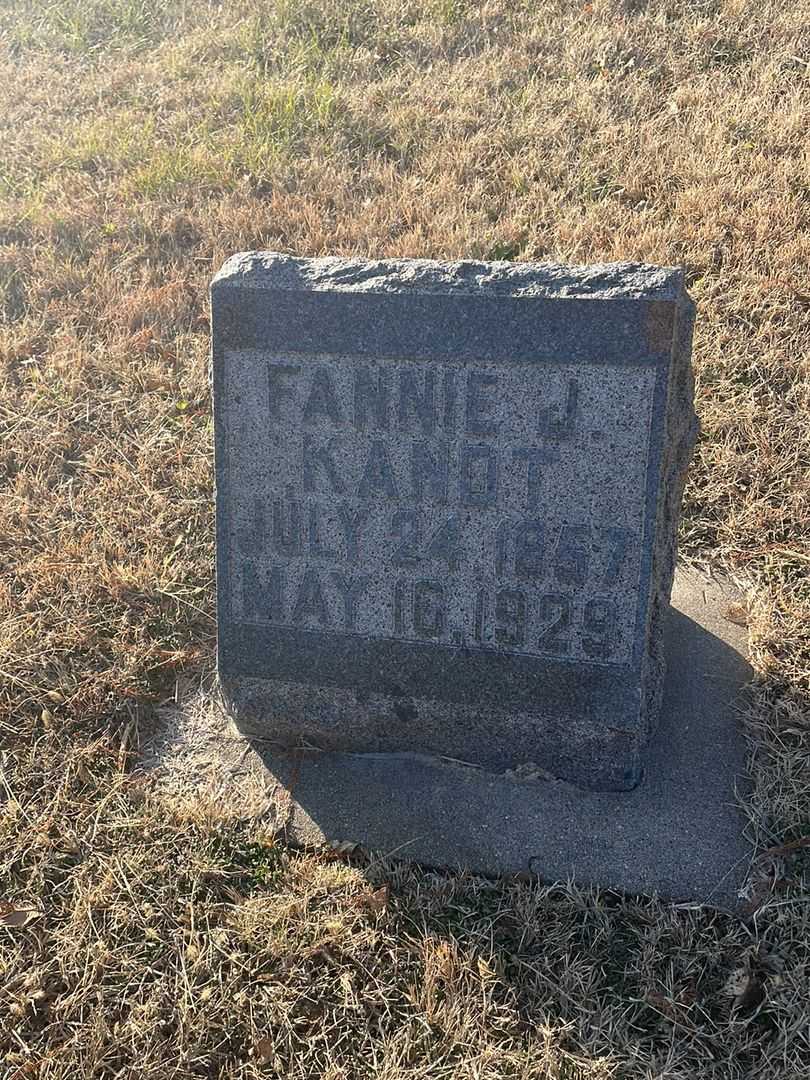 FANNIE J.
KANDT
JULY 24 1857
MAY 16, 1929